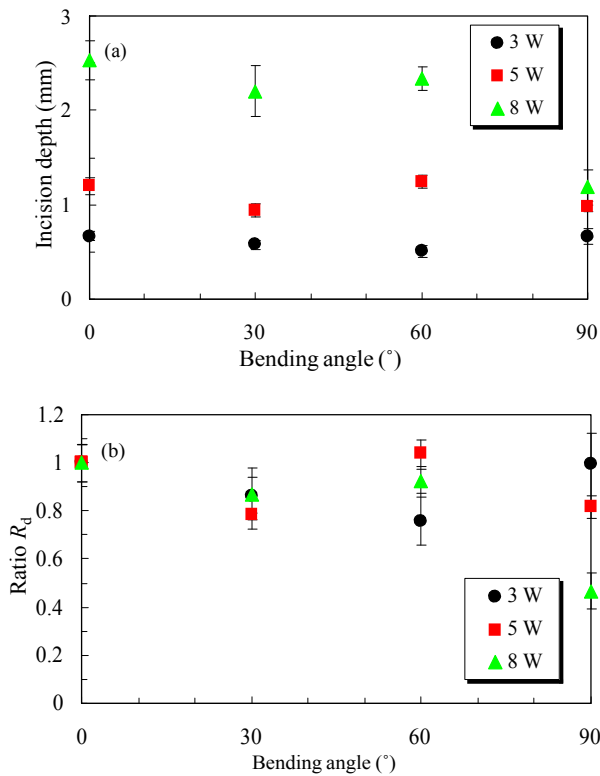 3
(a)
3 W
5 W
8 W
2
1
0
Incision depth (mm)
0 30 60 90
Bending angle (˚)
1.2
(b)
1
0.8
0.6
0.4
0.2
0
Ratio Rd
3 W
5 W
8 W
0 30 60 90
Bending angle (˚)